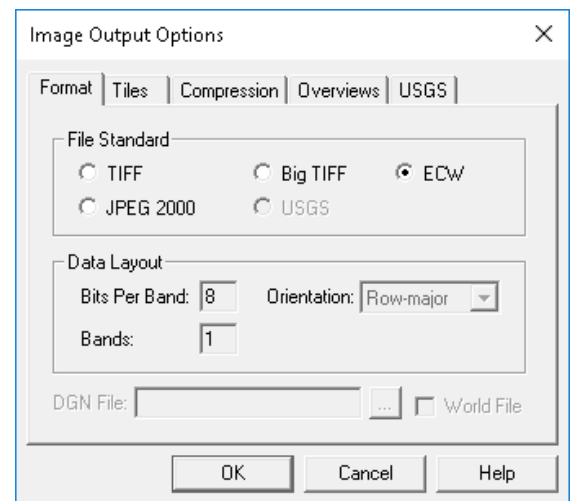 Image Output Options
Format Tiles Compression Overviews USGS
File Standard
TIFF Big TIFF ECW
JPEG 2000 USGS
Data Layout
Bits Per Band: 8 Orientation: Row-major
Bands: 1
DGN File: ... World File
OK Cancel Help